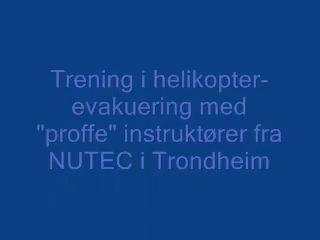 Trening i helikopter-
evakuering med
"proffe" instruktører fra
NUTEC i Trondheim